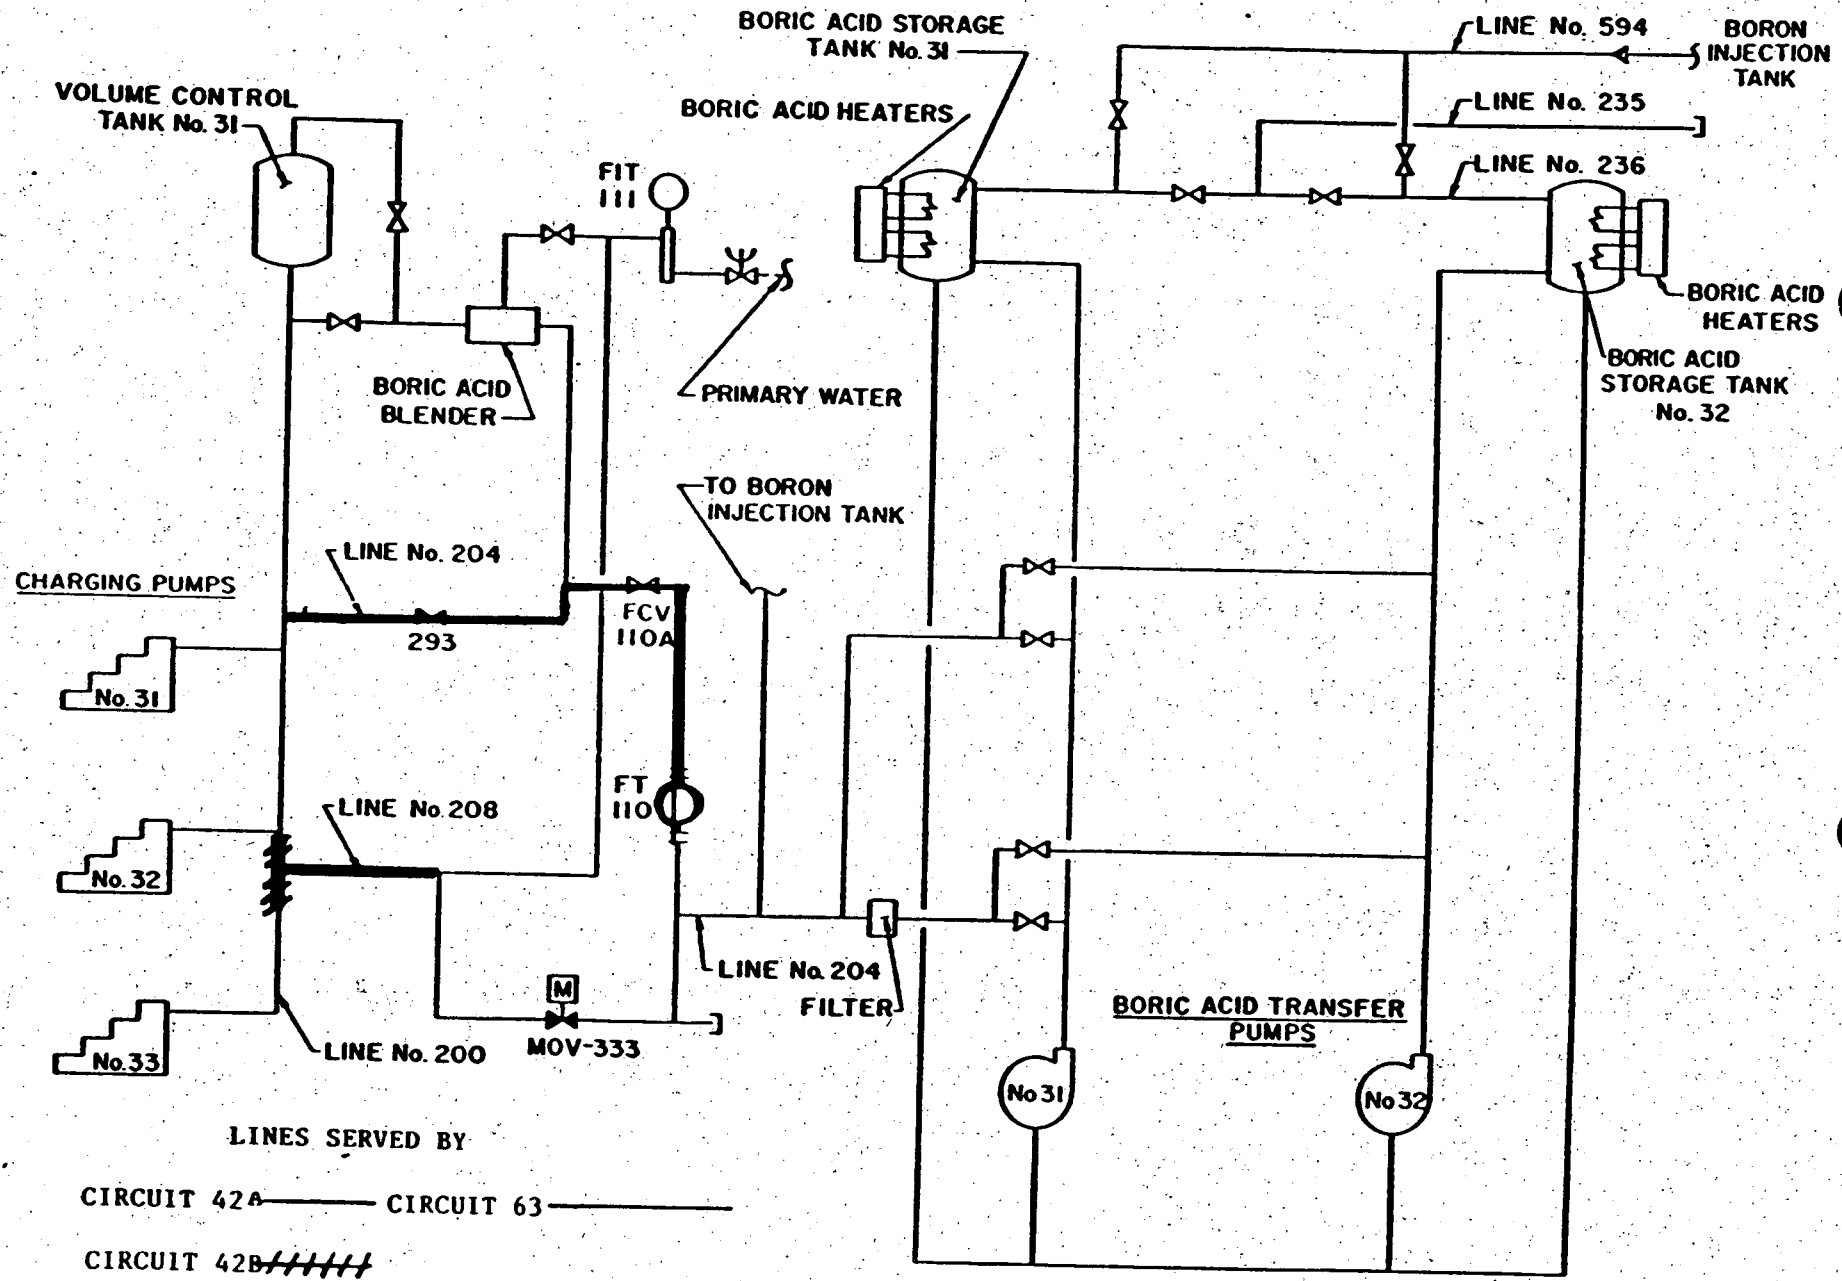 BORIC ACID STORAGE
TANK No. 31
LINE No. 594
BORON
INJECTION
TANK
VOLUME CONTROL
TANK No. 31
BORIC ACID HEATERS
LINE No. 235
FIT
111
LINE No. 236
BORIC ACID
HEATERS
BORIC ACID
BLENDER
PRIMARY WATER
BORIC ACID
STORAGE TANK
No. 32
TO BORON
INJECTION TANK
LINE No. 204
CHARGING PUMPS
293
FCV
110A
No. 31
FT
110
LINE No. 208
No. 32
LINE No. 204
FILTER
M
MOV-333
LINE No. 200
No. 33
BORIC ACID TRANSFER
PUMPS
No 31
No 32
LINES SERVED BY
CIRCUIT 42A CIRCUIT 63
CIRCUIT 42B